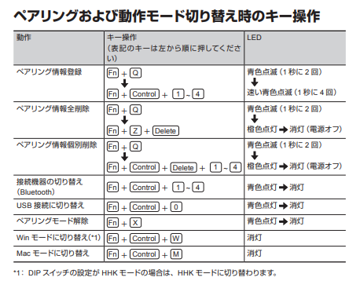 ペアリングおよび動作モード切り替え時のキー操作
動作
キー操作
(表記のキーは左から順に押してくださ
い)
LED
ペアリング情報登録
Fn + Q
↓
Fn + Control + 1 ~ 4
青色点滅(1 秒に 2 回)
↓
速い青色点滅(1 秒に 4 回)
ペアリング情報全削除
Fn + Q
↓
Fn + Z + Delete
青色点滅(1 秒に 2 回)
↓
橙色点灯 ➡ 消灯(電源オフ)
ペアリング情報個別削除
Fn + Q
↓
Fn + Control + Delete + 1 ~ 4
青色点滅(1 秒に 2 回)
↓
橙色点灯 ➡ 消灯(電源オフ)
接続機器の切り替え
(Bluetooth)
Fn + Control + 1 ~ 4
青色点滅 ➡ 消灯
USB 接続に切り替え
Fn + Control + 0
青色点滅 ➡ 消灯
ペアリングモード解除
Fn + X
青色点滅 ➡ 消灯
Win モードに切り替え(*1)
Fn + Control + W
消灯
Mac モードに切り替え
Fn + Control + M
消灯
*1: DIP スイッチの設定が HHK モードの場合は、HHK モードに切り替わります。